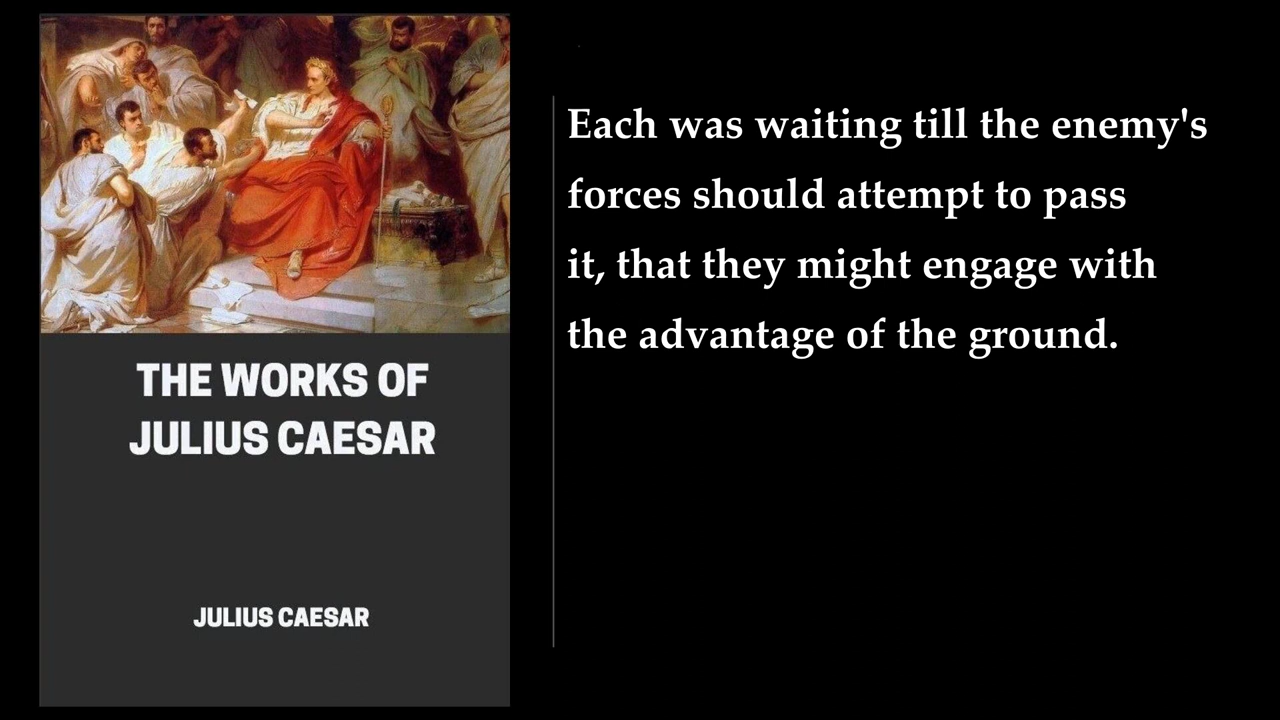 THE WORKS OF
JULIUS CAESAR
JULIUS CAESAR
Each was waiting till the enemy's
forces should attempt to pass
it, that they might engage with
the advantage of the ground.